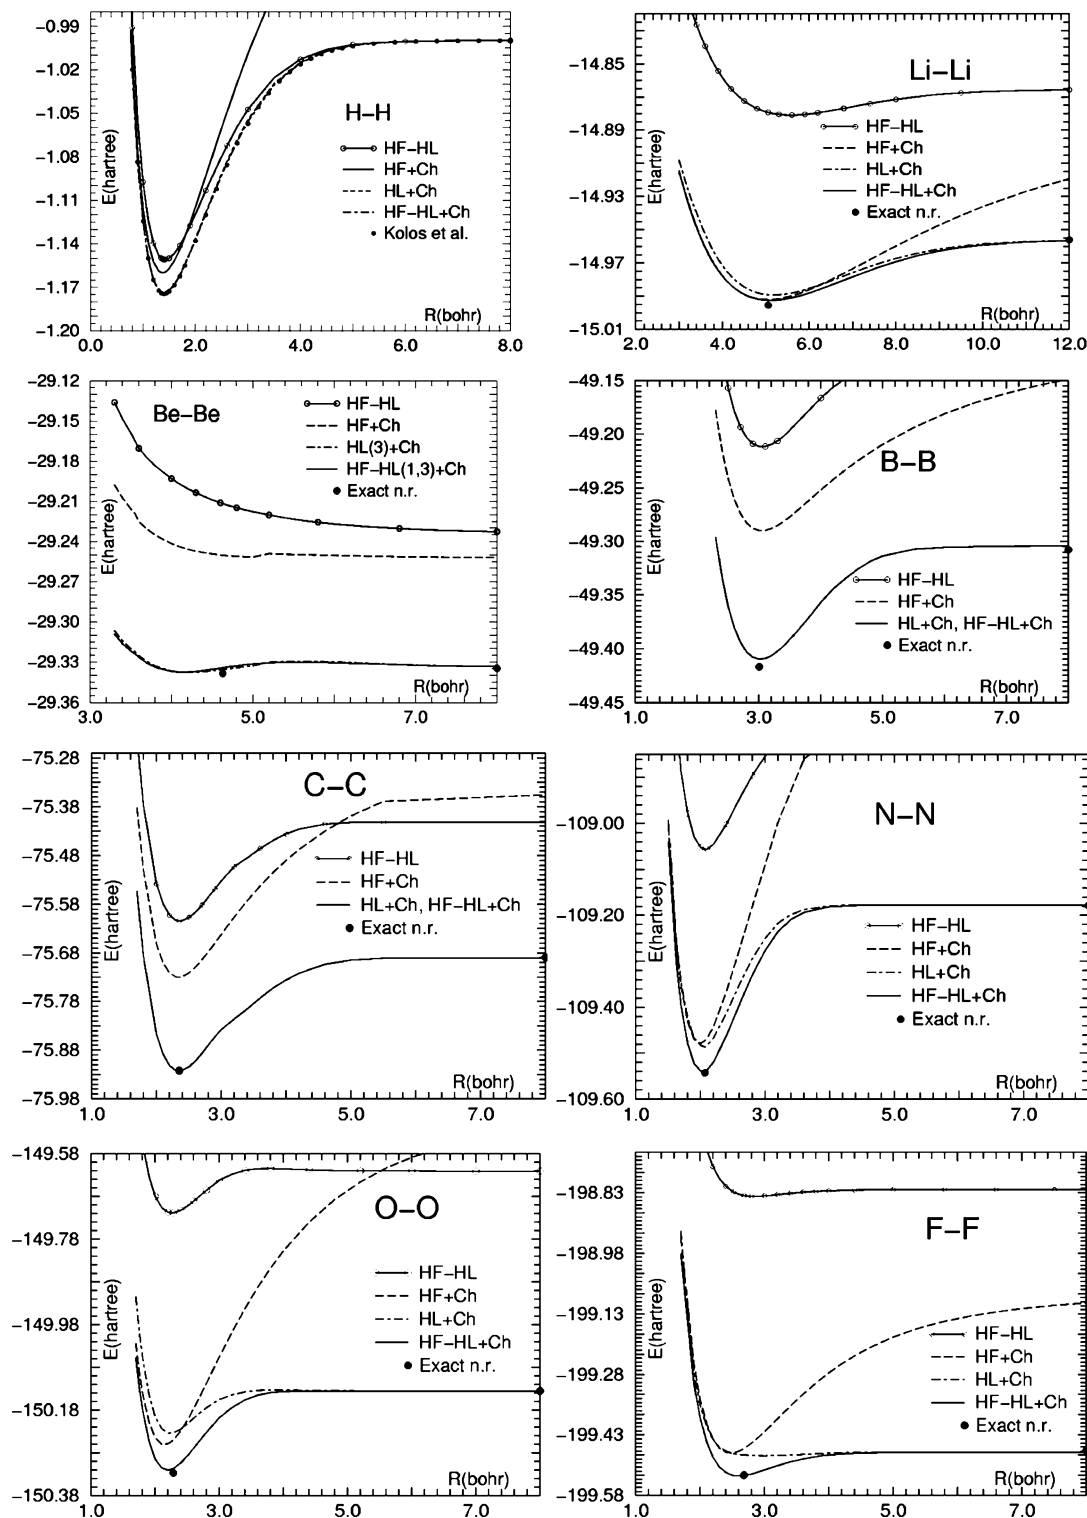 −0.99
−1.02
−1.05
−1.08
−1.11
−1.14
−1.17
−1.20
E(hartree)
H−H
HF−HL
HF+Ch
HL+Ch
HF−HL+Ch
Kolos et al.
R(bohr)
0.0 2.0 4.0 6.0 8.0
−14.85
−14.89
−14.93
−14.97
−15.01
E(hartree)
Li−Li
HF−HL
HF+Ch
HL+Ch
HF−HL+Ch
Exact n.r.
R(bohr)
2.0 4.0 6.0 8.0 10.0 12.0
−29.12
−29.15
−29.18
−29.21
−29.24
−29.27
−29.30
−29.33
−29.36
E(hartree)
Be−Be
HF−HL
HF+Ch
HL(3)+Ch
HF−HL(1,3)+Ch
Exact n.r.
R(bohr)
3.0 5.0 7.0
−49.15
−49.20
−49.25
−49.30
−49.35
−49.40
−49.45
E(hartree)
B−B
HF−HL
HF+Ch
HL+Ch, HF−HL+Ch
Exact n.r.
R(bohr)
1.0 3.0 5.0 7.0
−75.28
−75.38
−75.48
−75.58
−75.68
−75.78
−75.88
−75.98
E(hartree)
C−C
HF−HL
HF+Ch
HL+Ch, HF−HL+Ch
Exact n.r.
R(bohr)
1.0 3.0 5.0 7.0
−109.00
−109.20
−109.40
−109.60
E(hartree)
N−N
HF−HL
HF+Ch
HL+Ch
HF−HL+Ch
Exact n.r.
R(bohr)
1.0 3.0 5.0 7.0
−149.58
−149.78
−149.98
−150.18
−150.38
E(hartree)
O−O
HF−HL
HF+Ch
HL+Ch
HF−HL+Ch
Exact n.r.
R(bohr)
1.0 3.0 5.0 7.0
−198.83
−198.98
−199.13
−199.28
−199.43
−199.58
E(hartree)
F−F
HF−HL
HF+Ch
HL+Ch
HF−HL+Ch
Exact n.r.
R(bohr)
1.0 3.0 5.0 7.0